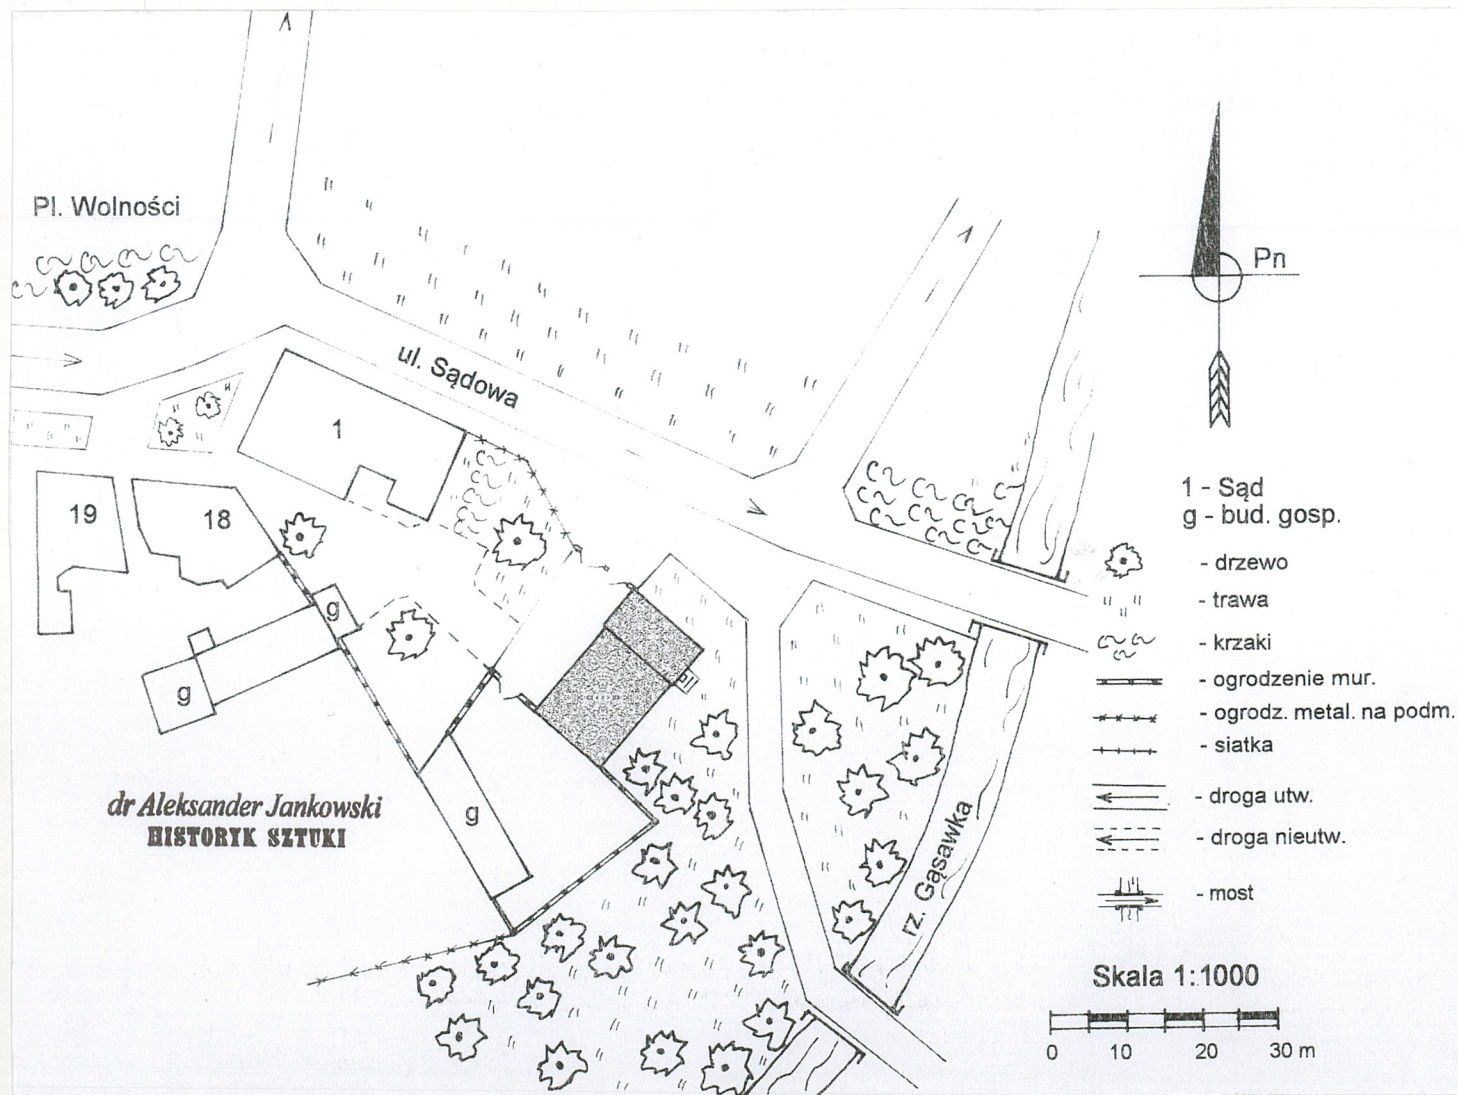 Pl. Wolności
Pn
ul. Sądowa
1
19
18
g
g
g
rz. Gąsawka
dr Aleksander Jankowski
HISTORYK SZTUKI
1 - Sąd
g - bud. gosp.
- drzewo
- trawa
- krzaki
- ogrodzenie mur.
- ogrodz. metal. na podm.
- siatka
- droga utw.
- droga nieutw.
- most
Skala 1:1000
0 10 20 30 m